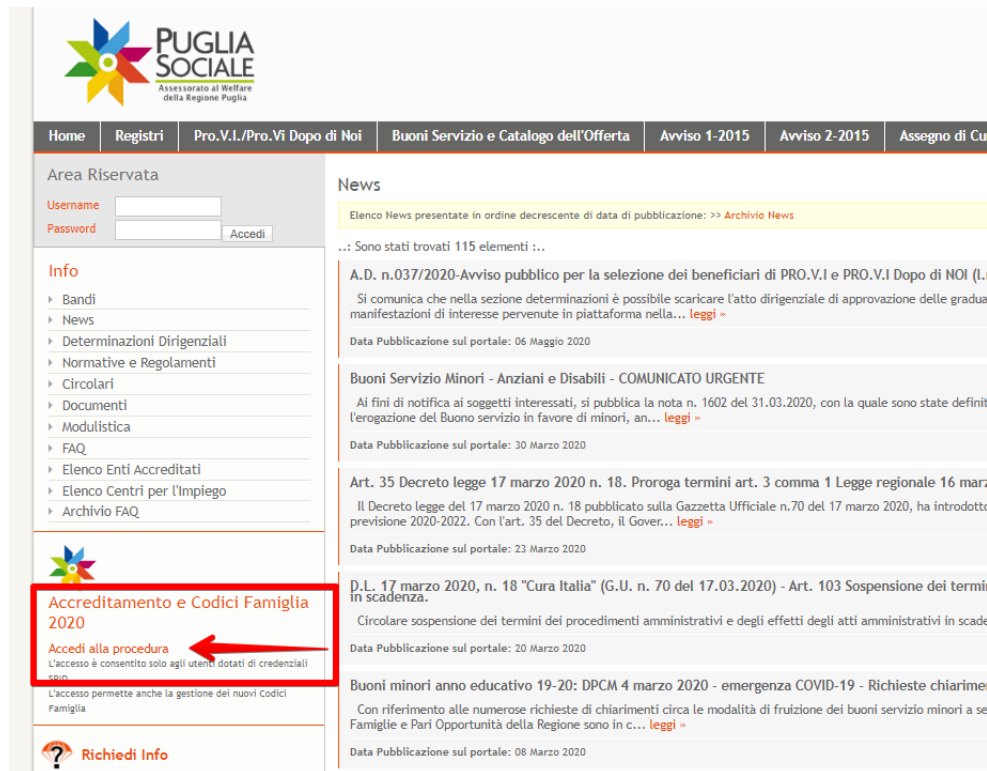 PUGLIA
SOCIALE
Assessorato al Welfare
della Regione Puglia
Home Registri Pro.V.I./Pro.Vi Dopo di Noi Buoni Servizio e Catalogo dell'Offerta Avviso 1-2015 Avviso 2-2015 Assegno di Cu
Area Riservata
Username
Password
Accedi
Info
Bandi
News
Determinazioni Dirigenziali
Normative e Regolamenti
Circolari
Documenti
Modulistica
FAQ
Elenco Enti Accreditati
Elenco Centri per l'Impiego
Archivio FAQ
Accreditamento e Codici Famiglia
2020
Accedi alla procedura
L'accesso è consentito solo agli utenti dotati di credenziali
SPID
L'accesso permette anche la gestione dei nuovi Codici
Famiglia
Richiedi Info
News
Elenco News presentate in ordine decrescente di data di pubblicazione: >> Archivio News
..: Sono stati trovati 115 elementi :..
A.D. n.037/2020-Avviso pubblico per la selezione dei beneficiari di PRO.V.I e PRO.V.I Dopo di NOI (l.
Si comunica che nella sezione determinazioni è possibile scaricare l'atto dirigenziale di approvazione delle gradua
manifestazioni di interesse pervenute in piattaforma nella... leggi »
Data Pubblicazione sul portale: 06 Maggio 2020
Buoni Servizio Minori - Anziani e Disabili - COMUNICATO URGENTE
Ai fini di notifica ai soggetti interessati, si pubblica la nota n. 1602 del 31.03.2020, con la quale sono state definit
l'erogazione del Buono servizio in favore di minori, an... leggi »
Data Pubblicazione sul portale: 30 Marzo 2020
Art. 35 Decreto legge 17 marzo 2020 n. 18. Proroga termini art. 3 comma 1 Legge regionale 16 marz
Il Decreto legge del 17 marzo 2020 n. 18 pubblicato sulla Gazzetta Ufficiale n.70 del 17 marzo 2020, ha introdotto
previsione 2020-2022. Con l'art. 35 del Decreto, il Gover... leggi »
Data Pubblicazione sul portale: 23 Marzo 2020
D.L. 17 marzo 2020, n. 18 "Cura Italia" (G.U. n. 70 del 17.03.2020) - Art. 103 Sospensione dei termi
in scadenza.
Circolare sospensione dei termini dei procedimenti amministrativi e degli effetti degli atti amministrativi in scade
Data Pubblicazione sul portale: 20 Marzo 2020
Buoni minori anno educativo 19-20: DPCM 4 marzo 2020 - emergenza COVID-19 - Richieste chiarime
Con riferimento alle numerose richieste di chiarimenti circa le modalità di fruizione dei buoni servizio minori a se
Famiglie e Pari Opportunità della Regione sono in c... leggi »
Data Pubblicazione sul portale: 08 Marzo 2020